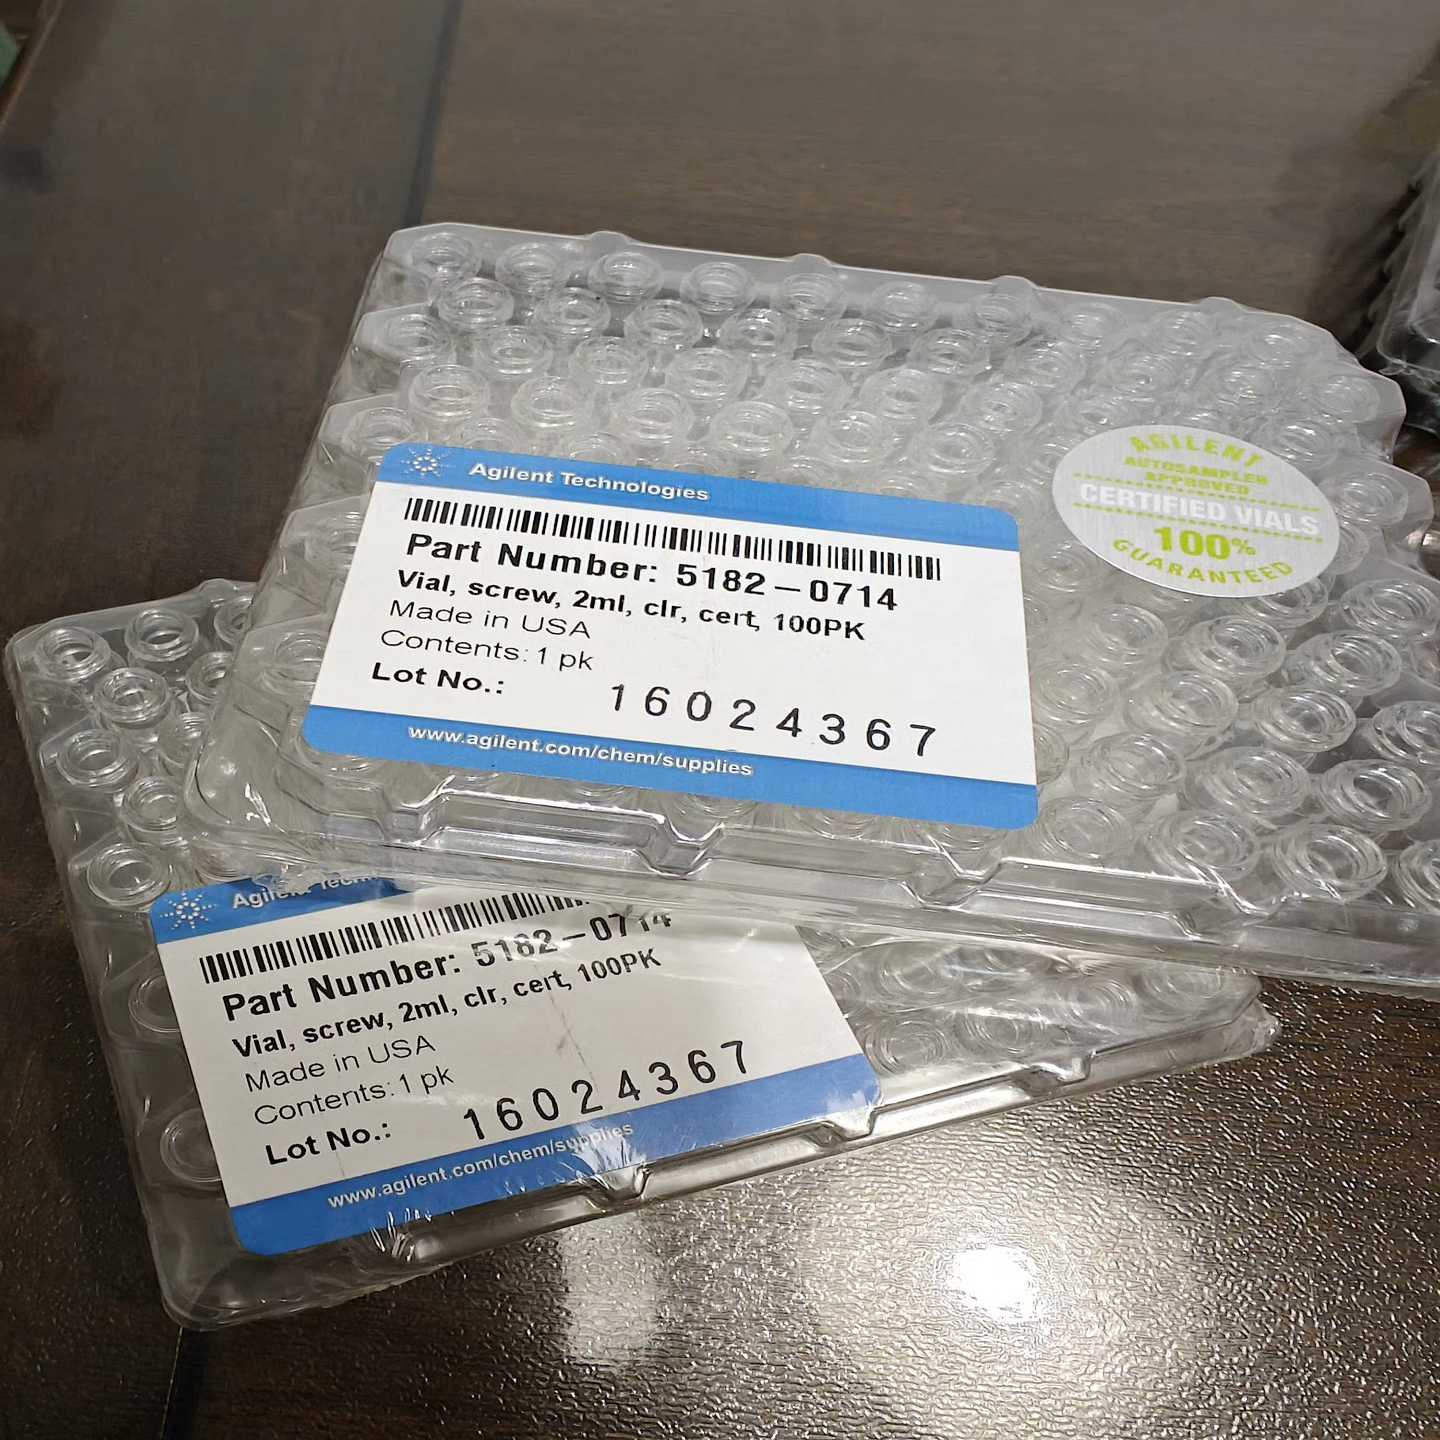 Agilent Technologies
Part Number: 5182-0714
Vial, screw, 2ml, clr, cert, 100PK
Made in USA
Contents: 1 pk
Lot No.: 16024367
www.agilent.com/chem/supplies
AGILENT
AUTOSAMPLER
APPROVED
CERTIFIED VIALS
100%
GUARANTEED
Agilent
Part Number: 5182-0714
Vial, screw, 2ml, clr, cert, 100PK
Made in USA
Contents: 1 pk
Lot No.: 16024367
www.agilent.com/chem/supplies